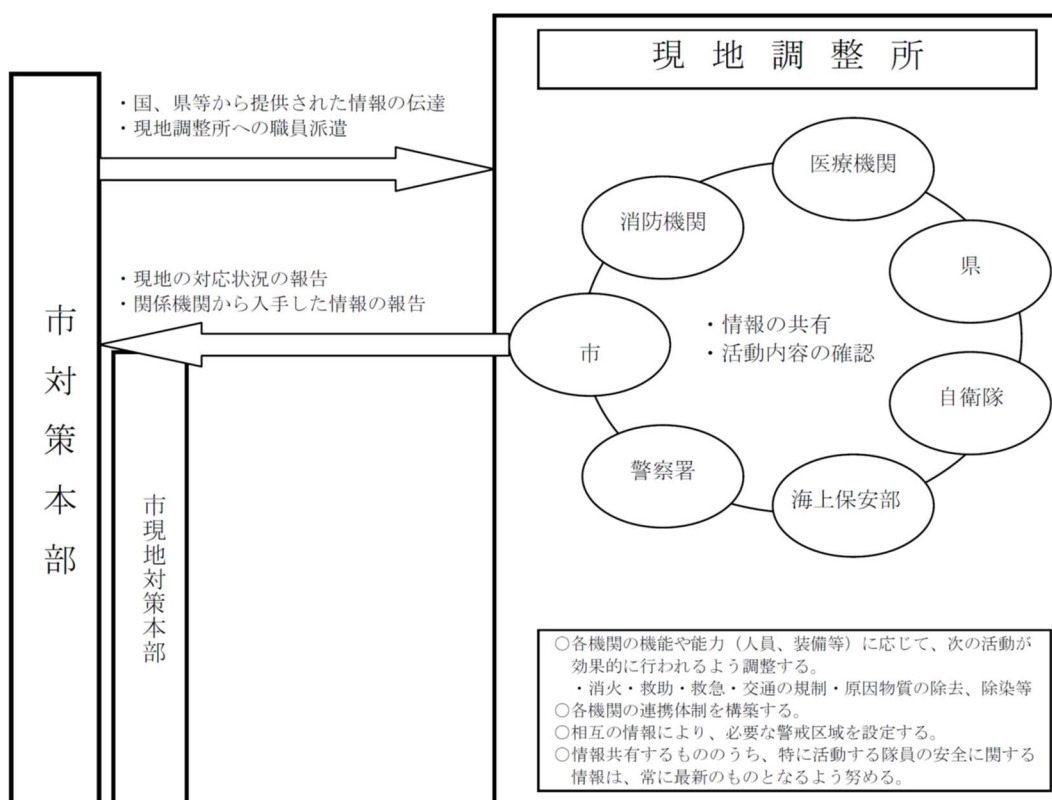 現地調整所
・国、県等から提供された情報の伝達
・現地調整所への職員派遣
・現地の対応状況の報告
・関係機関から入手した情報の報告
市対策本部
市現地対策本部
医療機関
消防機関
県
市
・情報の共有
・活動内容の確認
自衛隊
警察署
海上保安部
○各機関の機能や能力（人員、装備等）に応じて、次の活動が
効果的に行われるよう調整する。
・消火・救助・救急・交通の規制・原因物質の除去、除染等
○各機関の連携体制を構築する。
○相互の情報により、必要な警戒区域を設定する。
○情報共有するもののうち、特に活動する隊員の安全に関する
情報は、常に最新のものとなるよう努める。